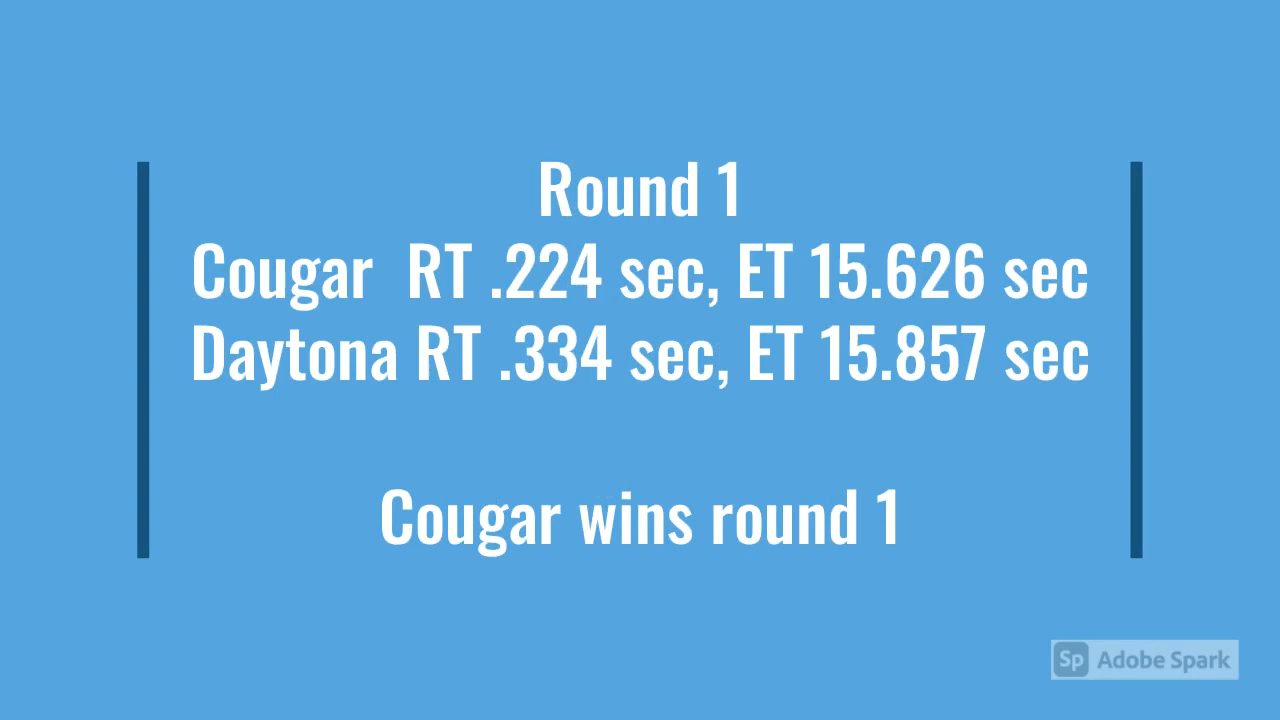 Round 1
Cougar  RT .224 sec, ET 15.626 sec
Daytona RT .334 sec, ET 15.857 sec
Cougar wins round 1
Sp Adobe Spark